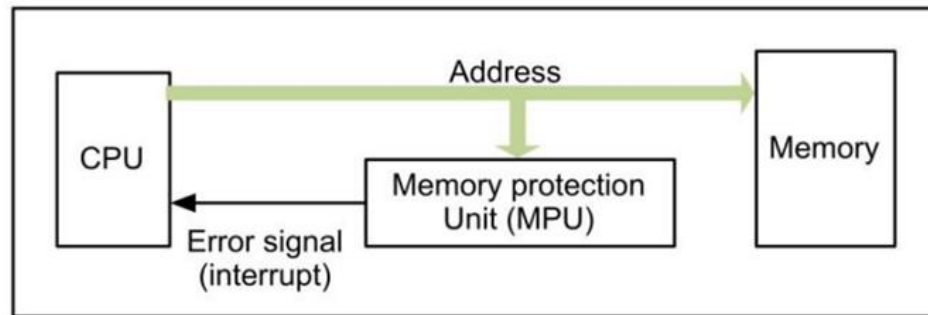 Address
CPU
Memory
Memory protection
Unit (MPU)
Error signal
(interrupt)